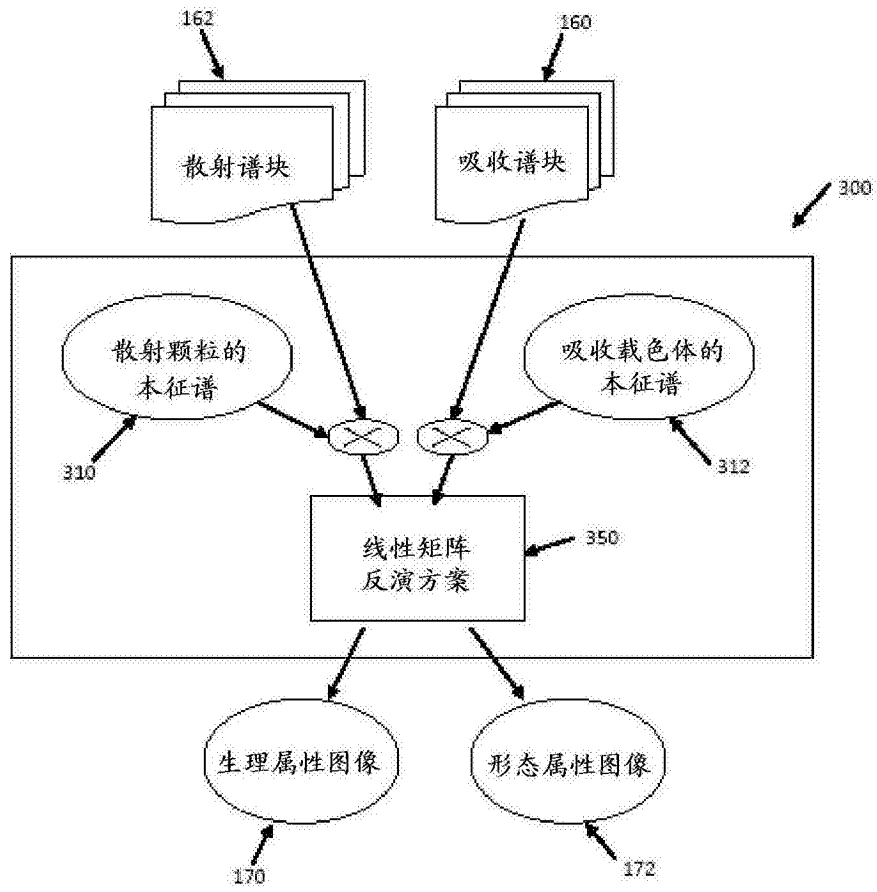 162
160
散射谱块
吸收谱块
300
散射颗粒的
本征谱
吸收载色体的
本征谱
310
312
线性矩阵
反演方案
350
生理属性图像
形态属性图像
170
172